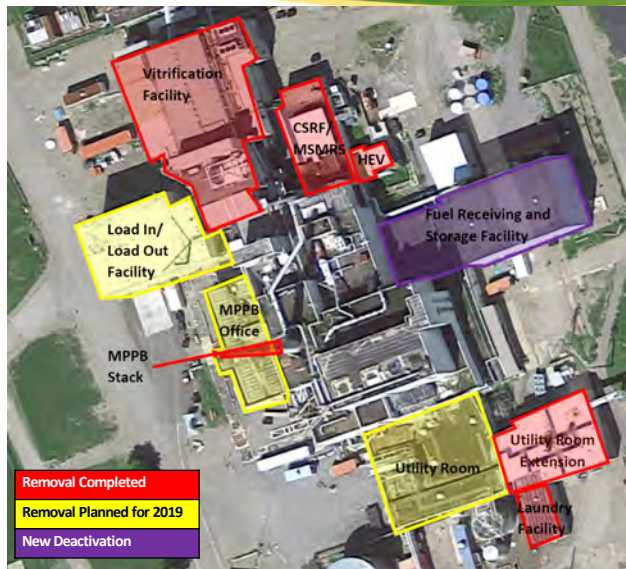 Vitrification
Facility
CSRF/
MSMRS
HEV
Fuel Receiving and
Storage Facility
Load In/
Load Out
Facility
MPPB
Office
MPPB
Stack
Utility Room
Utility Room
Extension
Laundry
Facility
Removal Completed
Removal Planned for 2019
New Deactivation